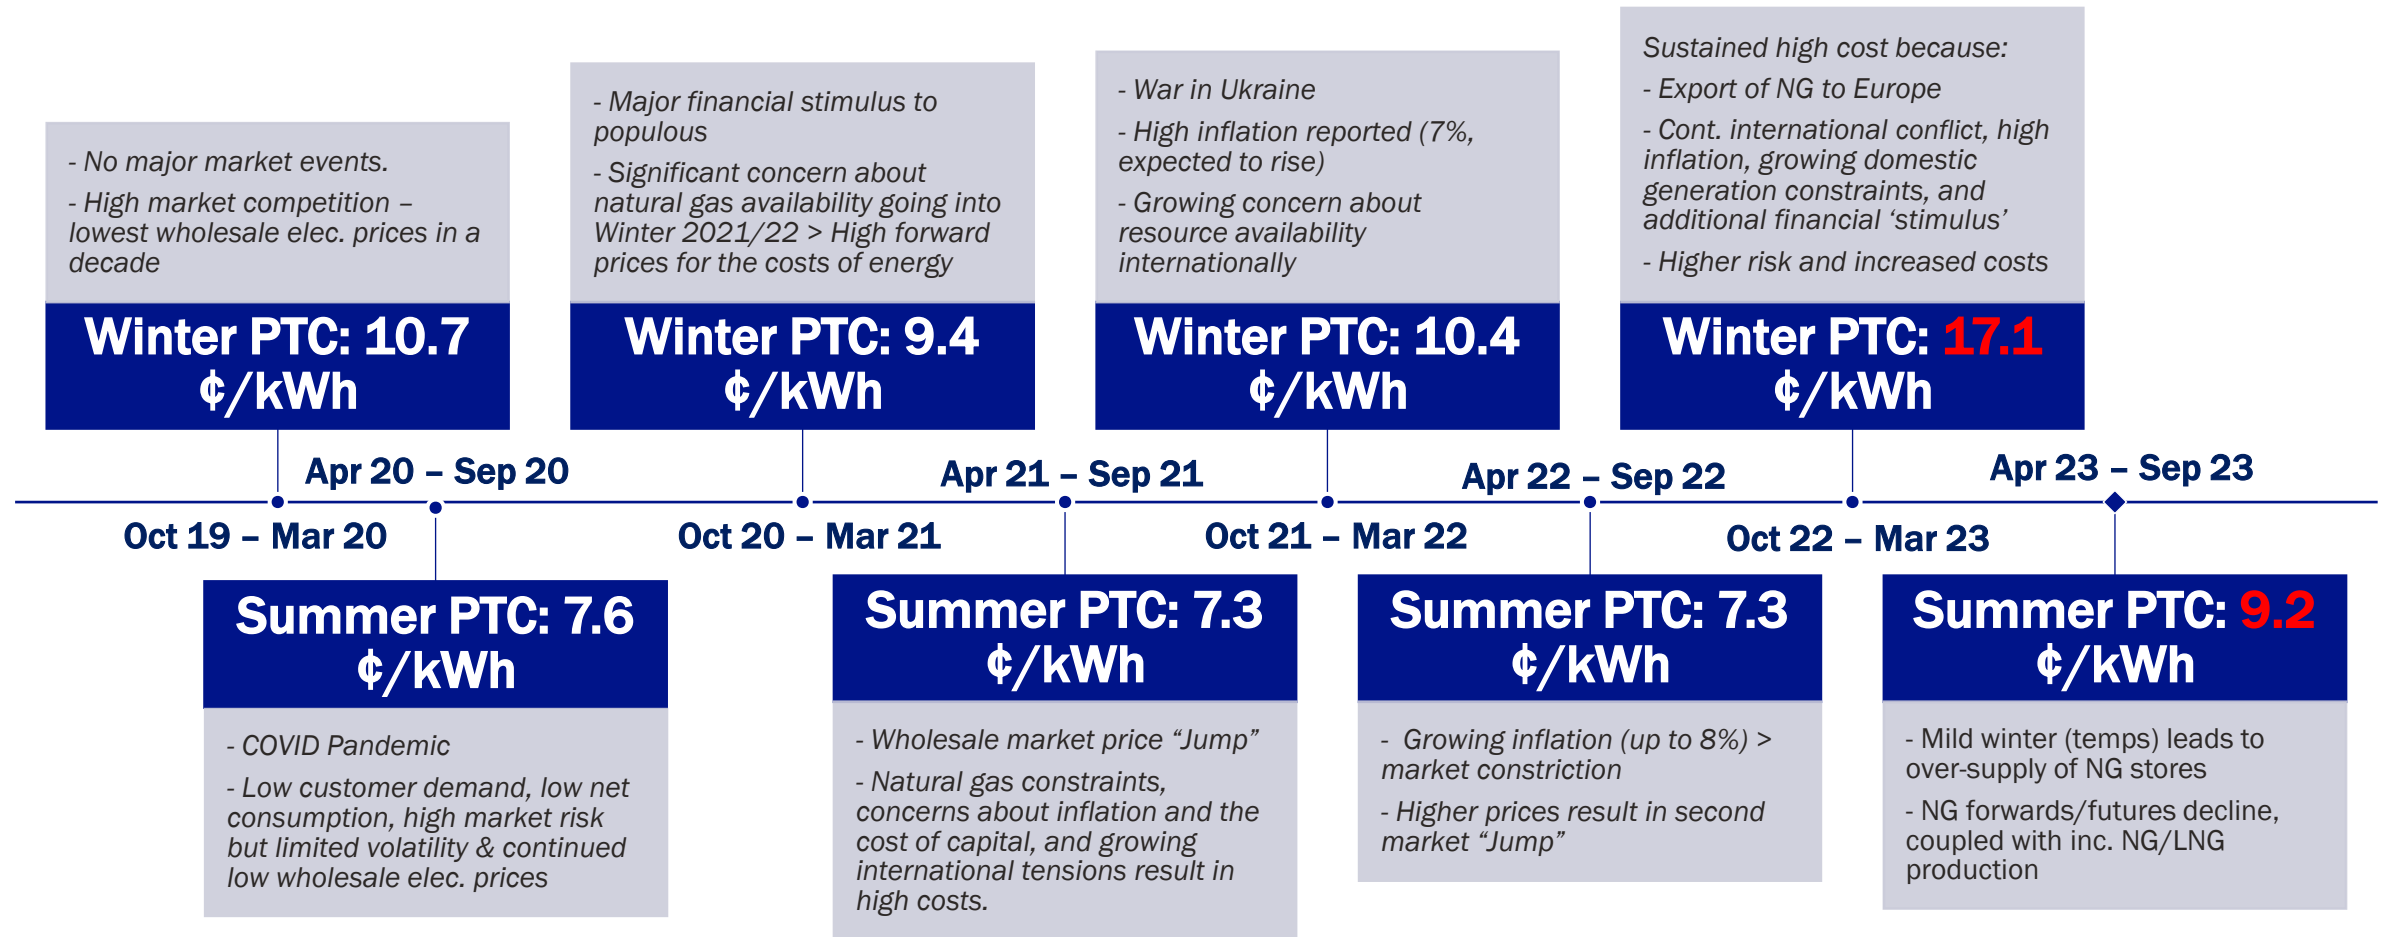 - No major market events.
- High market competition –
lowest wholesale elec. prices in a
decade
Winter PTC: 10.7
¢/kWh
Oct 19 – Mar 20
Apr 20 – Sep 20
Summer PTC: 7.6
¢/kWh
- COVID Pandemic
- Low customer demand, low net
consumption, high market risk
but limited volatility & continued
low wholesale elec. prices
- Major financial stimulus to
populous
- Significant concern about
natural gas availability going into
Winter 2021/22 > High forward
prices for the costs of energy
Winter PTC: 9.4
¢/kWh
Oct 20 – Mar 21
Apr 21 – Sep 21
Summer PTC: 7.3
¢/kWh
- Wholesale market price “Jump”
- Natural gas constraints,
concerns about inflation and the
cost of capital, and growing
international tensions result in
high costs.
- War in Ukraine
- High inflation reported (7%,
expected to rise)
- Growing concern about
resource availability
internationally
Winter PTC: 10.4
¢/kWh
Oct 21 – Mar 22
Apr 22 – Sep 22
Summer PTC: 7.3
¢/kWh
- Growing inflation (up to 8%) >
market constriction
- Higher prices result in second
market “Jump”
Sustained high cost because:
- Export of NG to Europe
- Cont. international conflict, high
inflation, growing domestic
generation constraints, and
additional financial ‘stimulus’
- Higher risk and increased costs
Winter PTC: 17.1
¢/kWh
Oct 22 – Mar 23
Apr 23 – Sep 23
Summer PTC: 9.2
¢/kWh
- Mild winter (temps) leads to
over-supply of NG stores
- NG forwards/futures decline,
coupled with inc. NG/LNG
production